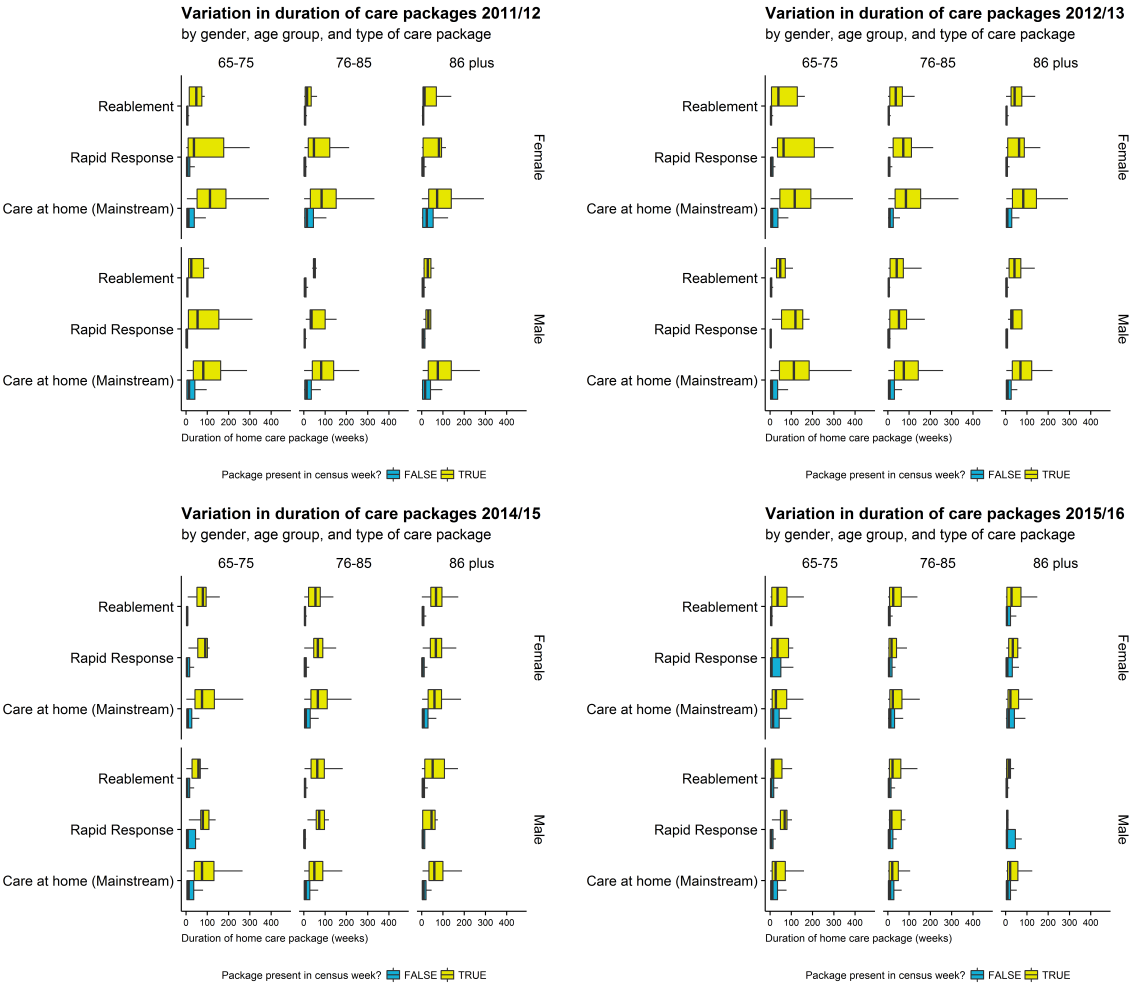 Variation in duration of care packages 2011/12
by gender, age group, and type of care package
65-75 76-85 86 plus
Reablement
Rapid Response
Care at home (Mainstream)
Female
Reablement
Rapid Response
Care at home (Mainstream)
Male
0 100 200 300 400 0 100 200 300 400 0 100 200 300 400
Duration of home care package (weeks)
Package present in census week? FALSE TRUE
Variation in duration of care packages 2012/13
by gender, age group, and type of care package
65-75 76-85 86 plus
Reablement
Rapid Response
Care at home (Mainstream)
Female
Reablement
Rapid Response
Care at home (Mainstream)
Male
0 100 200 300 400 0 100 200 300 400 0 100 200 300 400
Duration of home care package (weeks)
Package present in census week? FALSE TRUE
Variation in duration of care packages 2014/15
by gender, age group, and type of care package
65-75 76-85 86 plus
Reablement
Rapid Response
Care at home (Mainstream)
Female
Reablement
Rapid Response
Care at home (Mainstream)
Male
0 100 200 300 400 0 100 200 300 400 0 100 200 300 400
Duration of home care package (weeks)
Package present in census week? FALSE TRUE
Variation in duration of care packages 2015/16
by gender, age group, and type of care package
65-75 76-85 86 plus
Reablement
Rapid Response
Care at home (Mainstream)
Female
Reablement
Rapid Response
Care at home (Mainstream)
Male
0 100 200 300 400 0 100 200 300 400 0 100 200 300 400
Duration of home care package (weeks)
Package present in census week? FALSE TRUE